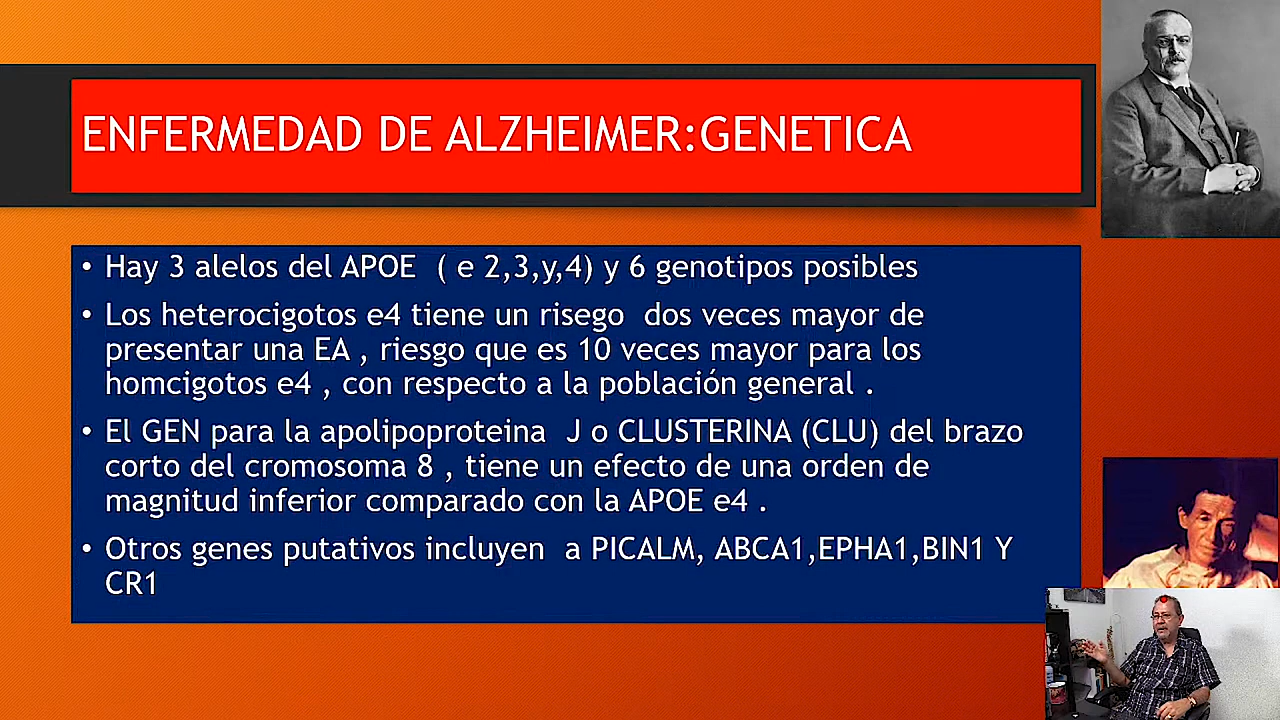 ENFERMEDAD DE ALZHEIMER:GENETICA
• Hay 3 alelos del APOE ( e 2,3,y,4) y 6 genotipos posibles
• Los heterocigotos e4 tiene un risego dos veces mayor de
presentar una EA , riesgo que es 10 veces mayor para los
homcigotos e4 , con respecto a la población general .
• El GEN para la apolipoproteina J o CLUSTERINA (CLU) del brazo
corto del cromosoma 8 , tiene un efecto de una orden de
magnitud inferior comparado con la APOE e4 .
• Otros genes putativos incluyen a PICALM, ABCA1,EPHA1,BIN1 Y
CR1